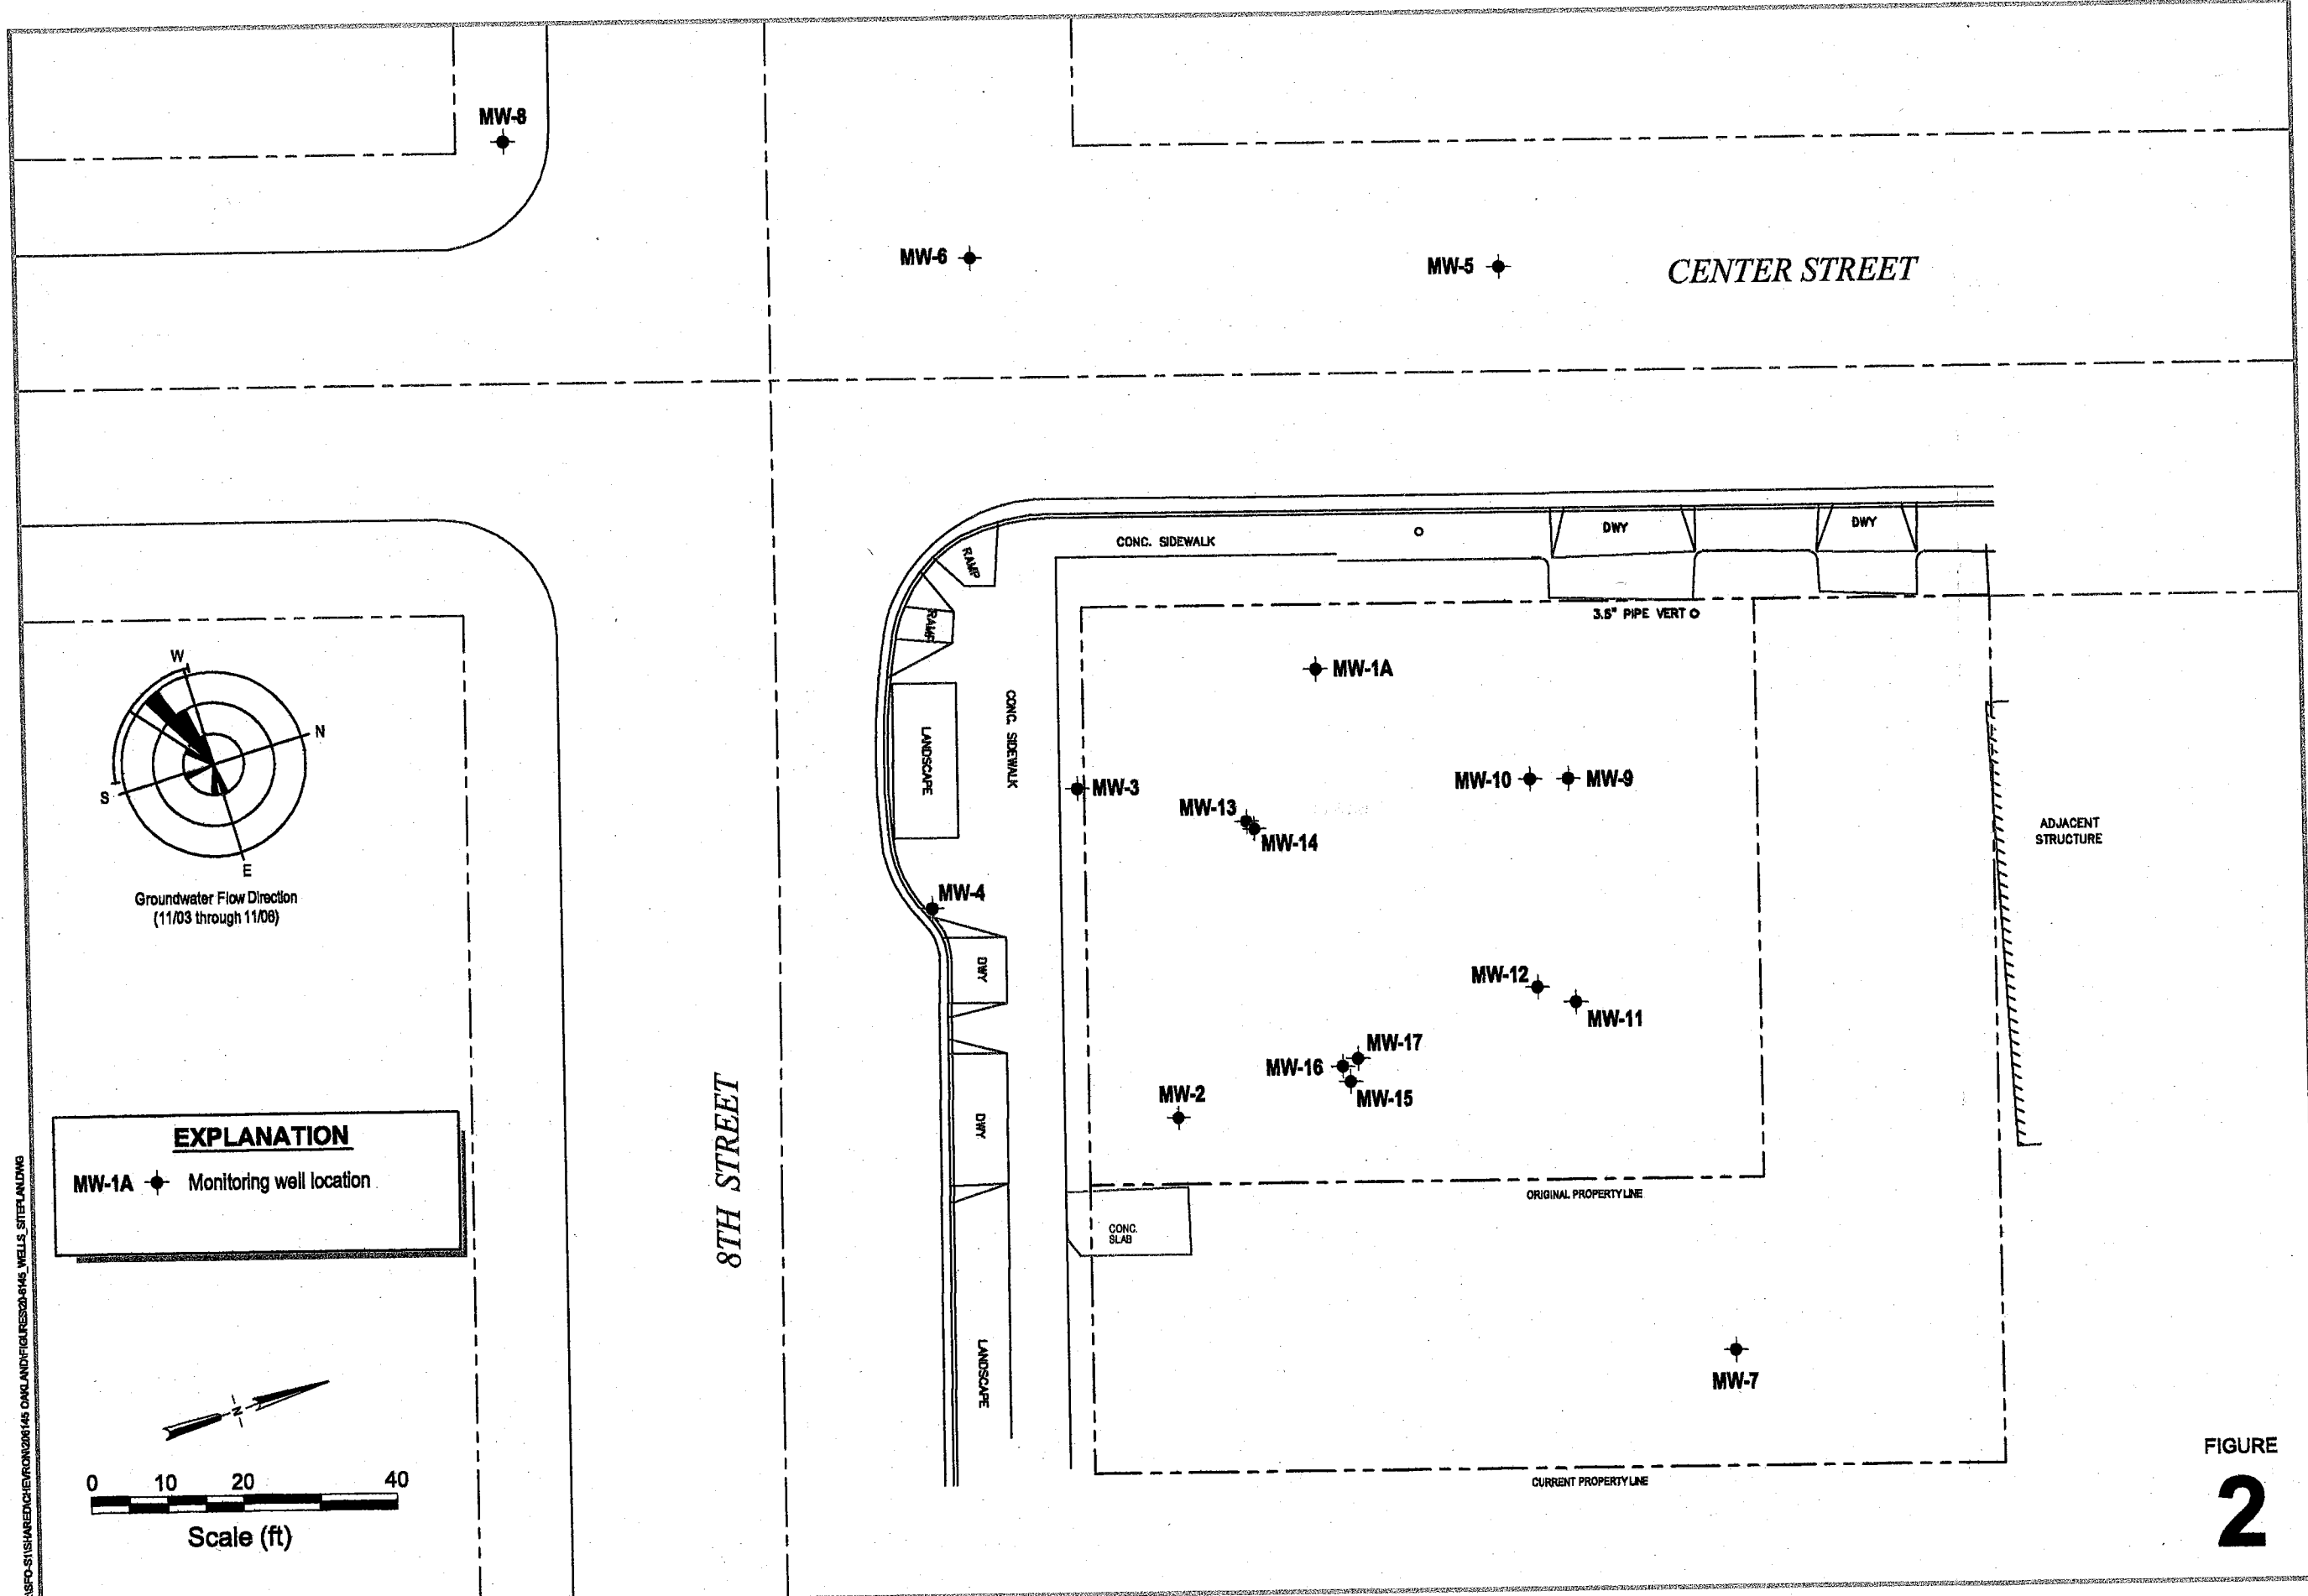 MW-8
MW-6
MW-5
CENTER STREET
CONC. SIDEWALK
DWY
DWY
RAMP
RAMP
3.5" PIPE VERT
MW-1A
W
N
S
E
Groundwater Flow Direction
(11/03 through 11/06)
LANDSCAPE
CONC. SIDEWALK
MW-3
MW-10
MW-9
MW-13
MW-14
ADJACENT
STRUCTURE
MW-4
DWY
MW-12
MW-11
MW-17
MW-16
MW-15
MW-2
DWY
8TH STREET
EXPLANATION
MW-1A Monitoring well location
ORIGINAL PROPERTY LINE
CONC.
SLAB
LANDSCAPE
MW-7
N
0 10 20 40
Scale (ft)
CURRENT PROPERTY LINE
FIGURE
2